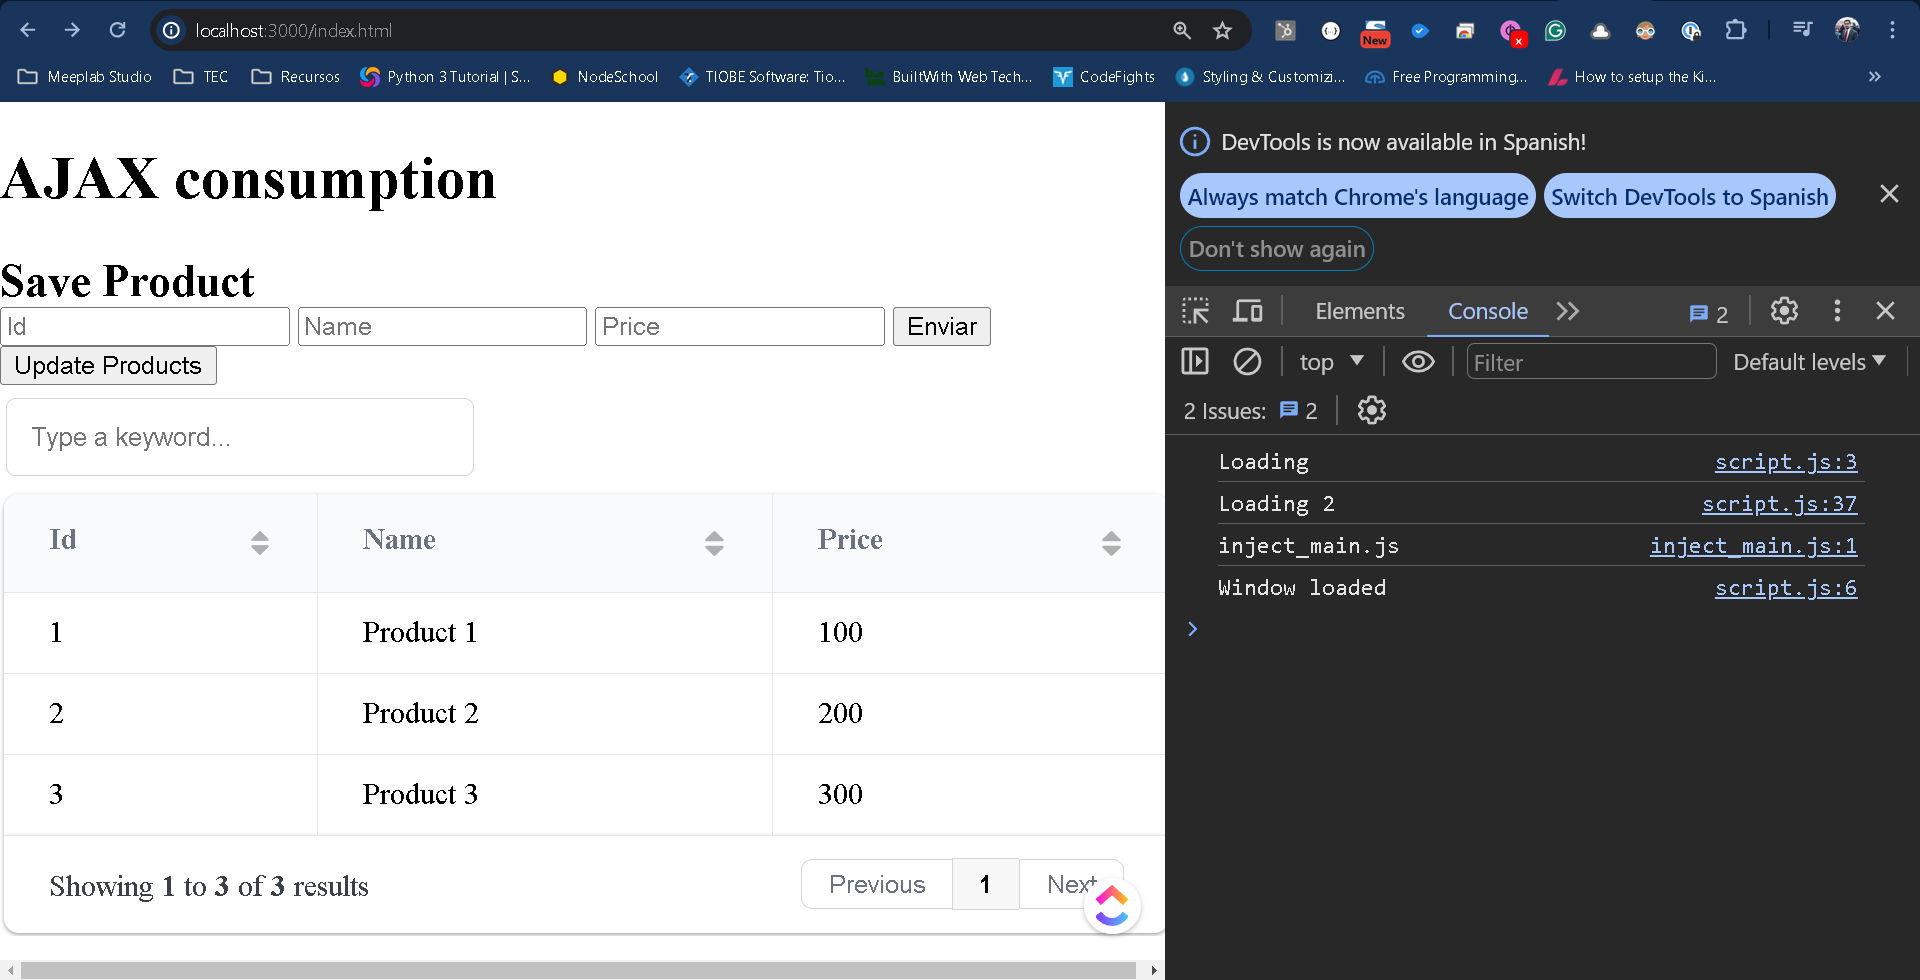 localhost:3000/index.html
New
Meeplab Studio TEC Recursos Python 3 Tutorial | S... NodeSchool TIOBE Software: Tio... BuiltWith Web Tech... CodeFights Styling & Customizi... Free Programming... How to setup the Ki...
AJAX consumption
Save Product
Id Name Price Enviar
Update Products
Type a keyword...
Id Name Price
1 Product 1 100
2 Product 2 200
3 Product 3 300
Showing 1 to 3 of 3 results
Previous 1 Next
DevTools is now available in Spanish!
Always match Chrome's language Switch DevTools to Spanish
Don't show again
Elements Console 2
top Filter Default levels
2 Issues: 2
Loading script.js:3
Loading 2 script.js:37
inject_main.js inject_main.js:1
Window loaded script.js:6